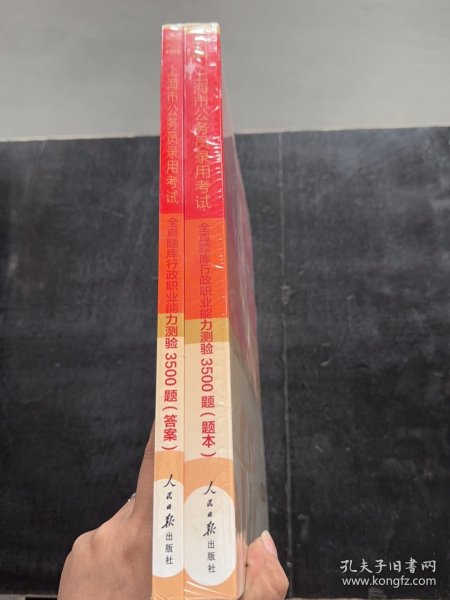 上海市公务员录用考试
全真题库行政职业能力测验3500题（答案）
人民日报出版社
上海市公务员录用考试
全真题库行政职业能力测验3500题（题本）
人民日报出版社
孔夫子旧书网
www.kongfz.com